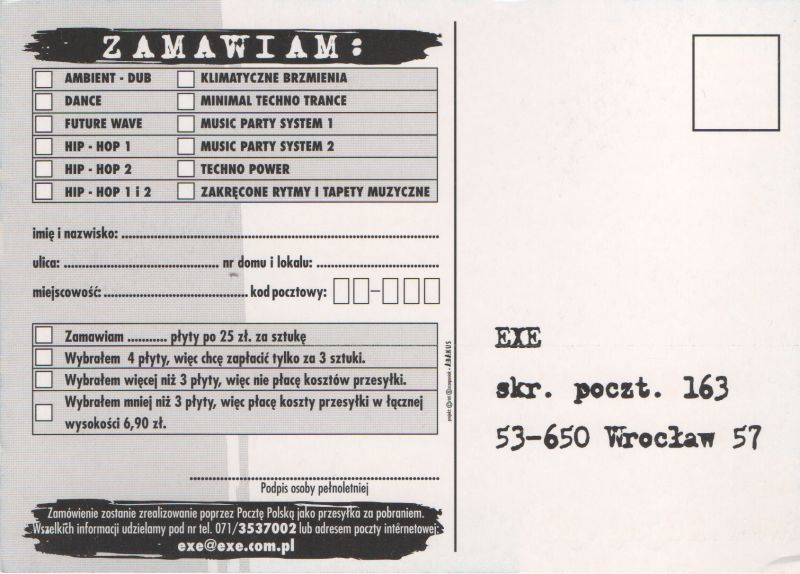 ZAMAWIAM:
AMBIENT - DUB
KLIMATYCZNE BRZMIENIA
DANCE
MINIMAL TECHNO TRANCE
FUTURE WAVE
MUSIC PARTY SYSTEM 1
HIP - HOP 1
MUSIC PARTY SYSTEM 2
HIP - HOP 2
TECHNO POWER
HIP - HOP 1 i 2
ZAKRĘCONE RYTMY I TAPETY MUZYCZNE
imię i nazwisko:
ulica: nr domu i lokalu:
miejscowość: kod pocztowy: -
Zamawiam ........... płyty po 25 zł. za sztukę
Wybrałem 4 płyty, więc chcę zapłacić tylko za 3 sztuki.
Wybrałem więcej niż 3 płyty, więc nie płacę kosztów przesyłki.
Wybrałem mniej niż 3 płyty, więc płacę koszty przesyłki w łącznej
wysokości 6,90 zł.
Podpis osoby pełnoletniej
Zamówienie zostanie zrealizowane poprzez Pocztę Polską jako przesyłka za pobraniem.
Wszelkich informacji udzielamy pod nr tel. 071/3537002 lub adresem poczty internetowej:
exe@exe.com.pl
ABAKUS
EXE
skr. poczt. 163
53-650 Wrocław 57